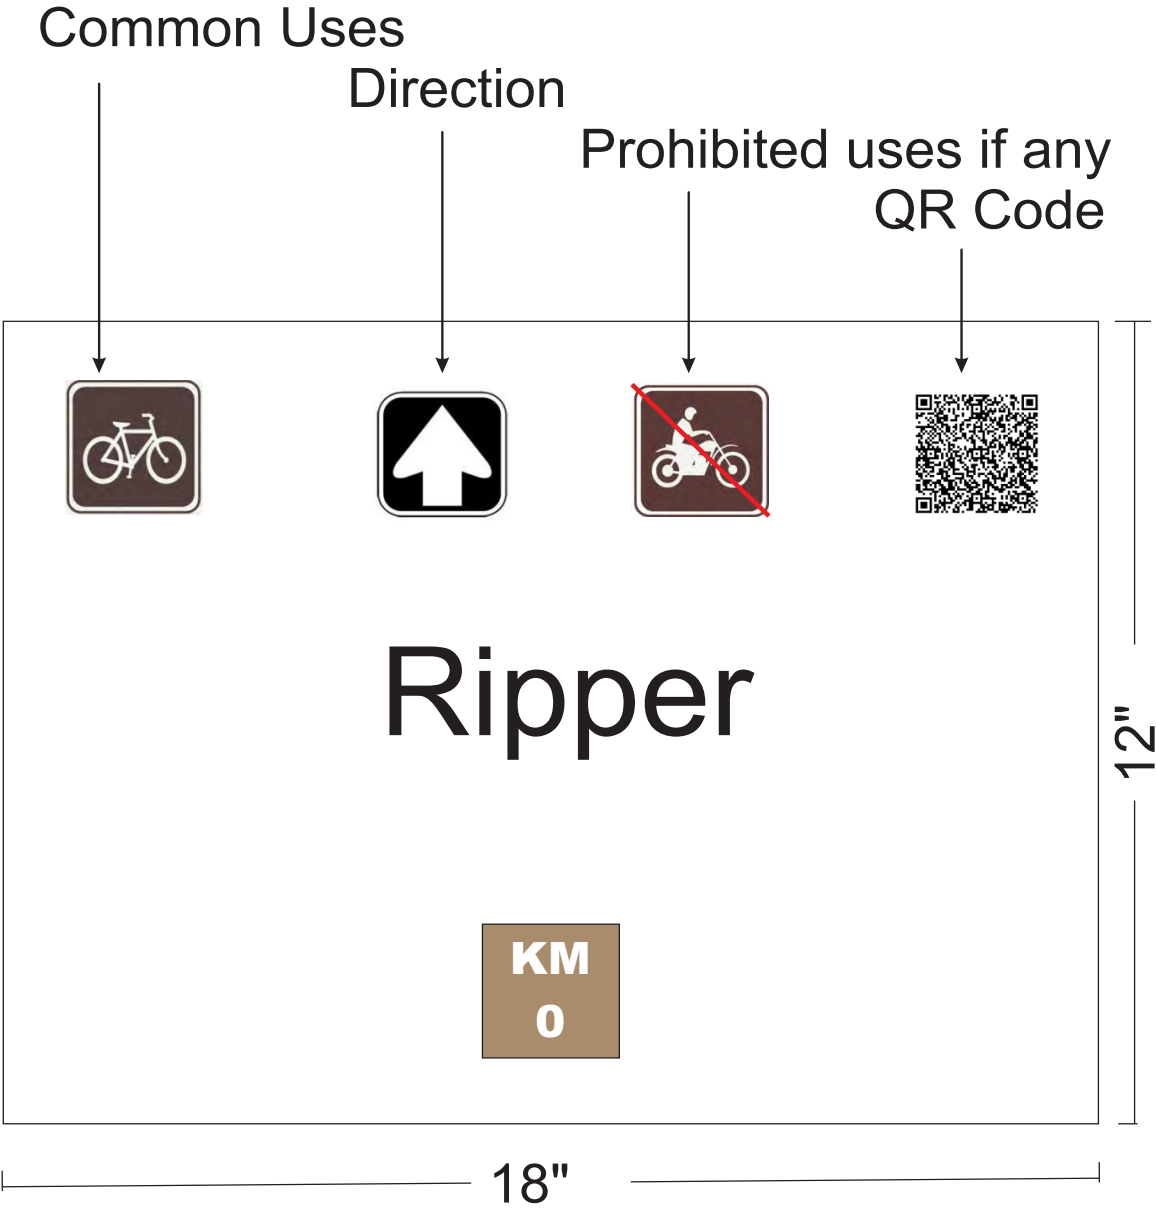 Common Uses
Direction
Prohibited uses if any
QR Code
Ripper
12"
KM
0
18"